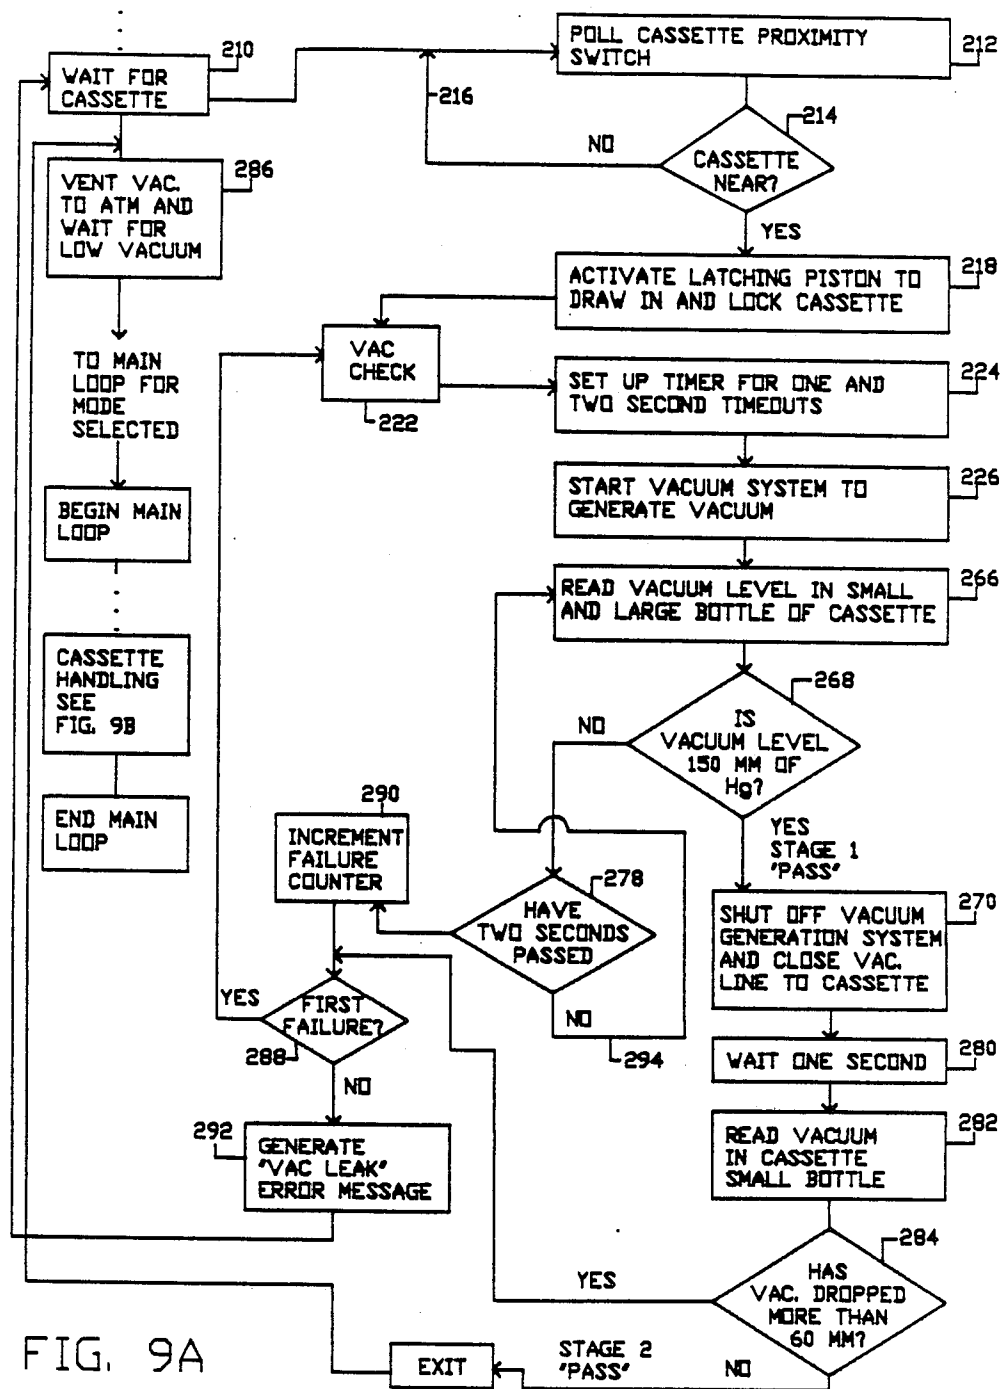 210
WAIT FOR
CASSETTE
POLL CASSETTE PROXIMITY
SWITCH
212
216
214
NO
CASSETTE
NEAR?
YES
286
VENT VAC.
TO ATM AND
WAIT FOR
LOW VACUUM
ACTIVATE LATCHING PISTON TO
DRAW IN AND LOCK CASSETTE
218
TO MAIN
LOOP FOR
MODE
SELECTED
VAC
CHECK
222
SET UP TIMER FOR ONE AND
TWO SECOND TIMEOUTS
224
START VACUUM SYSTEM TO
GENERATE VACUUM
226
BEGIN MAIN
LOOP
READ VACUUM LEVEL IN SMALL
AND LARGE BOTTLE OF CASSETTE
266
CASSETTE
HANDLING
SEE
FIG. 9B
268
NO
IS
VACUUM LEVEL
150 MM OF
Hg?
END MAIN
LOOP
290
INCREMENT
FAILURE
COUNTER
YES
STAGE 1
"PASS"
278
HAVE
TWO SECONDS
PASSED
NO
294
SHUT OFF VACUUM
GENERATION SYSTEM
AND CLOSE VAC.
LINE TO CASSETTE
270
YES
FIRST
FAILURE?
288
NO
WAIT ONE SECOND
280
292
GENERATE
"VAC LEAK"
ERROR MESSAGE
READ VACUUM
IN CASSETTE
SMALL BOTTLE
282
284
YES
HAS
VAC. DROPPED
MORE THAN
60 MM?
STAGE 2
"PASS"
NO
EXIT
FIG. 9A